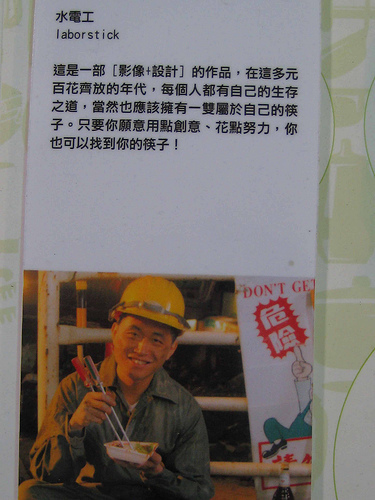 水電工
laborstick
這是一部［影像+設計］的作品，在這多元
百花齊放的年代，每個人都有自己的生存
之道，當然也應該擁有一雙屬於自己的筷
子。只要你願意用點創意、花點努力，你
也可以找到你的筷子！
DON'T GET
危險